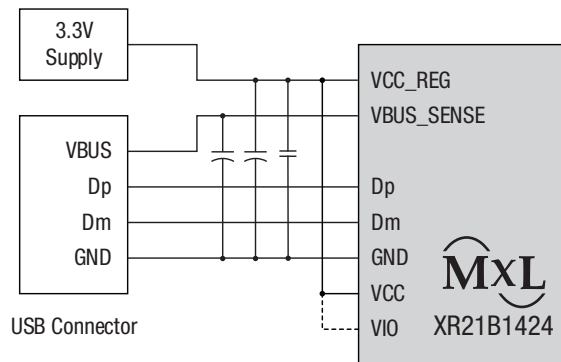 3.3V
Supply
VCC_REG
VBUS_SENSE
VBUS
Dp
Dp
Dm
Dm
GND
GND
MxL
VCC
USB Connector
VIO
XR21B1424